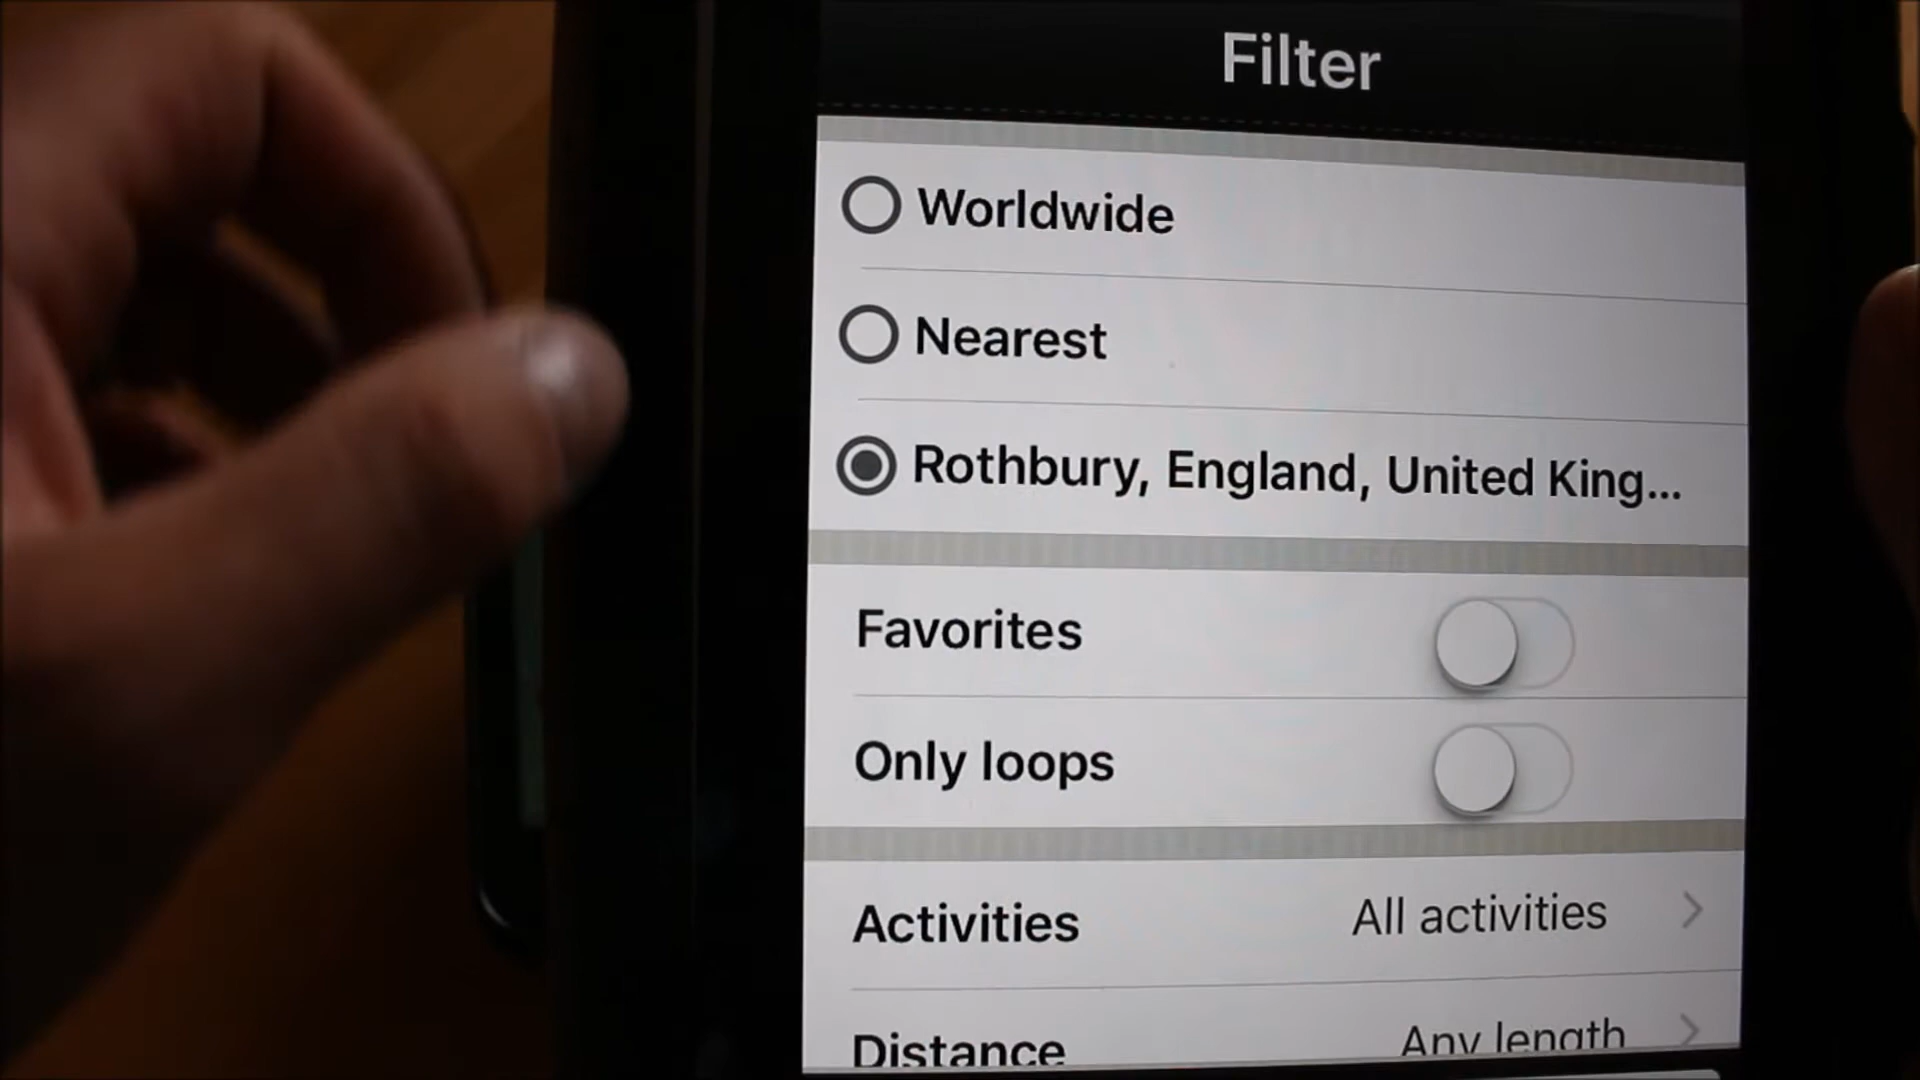 Filter
Worldwide
Nearest
Rothbury, England, United King...
Favorites
Only loops
Activities All activities
Distance Any length